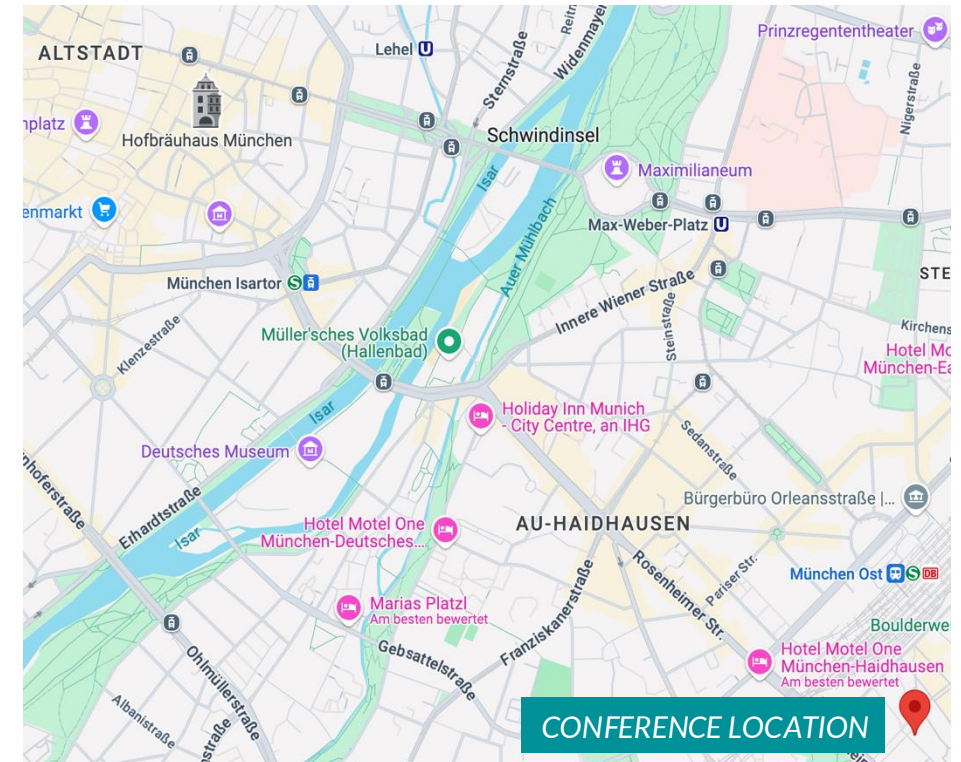 ALTSTADT
Lehel U
Sternstraße
Widenmayer
Prinzregententheater
Nigerstraße
Hofbräuhaus München
nplatz
Schwindinsel
Isar
Maximilianeum
enmarkt
Max-Weber-Platz U
Auer Mühlbach
München Isartor S
STE
Innere Wiener Straße
Steinstraße
Klenzestraße
Müller'sches Volksbad
(Hallenbad)
Kirchens
Hotel Mo
München-Ea
Isar
Holiday Inn Munich
- City Centre, an IHG
Deutsches Museum
Sedanstraße
nhoferstraße
Erhardtstraße
Isar
Bürgerbüro Orleansstraße |...
Hotel Motel One
München-Deutsches...
AU-HAIDHAUSEN
Rosenheimer Str.
Pariser Str.
München Ost S DB
Marias Platzl
Am besten bewertet
Franziskanerstraße
Boulderwe
Gebsattelstraße
Ohlmüllerstraße
Hotel Motel One
München-Haidhausen
Am besten bewertet
Albanistraße
straße
CONFERENCE LOCATION